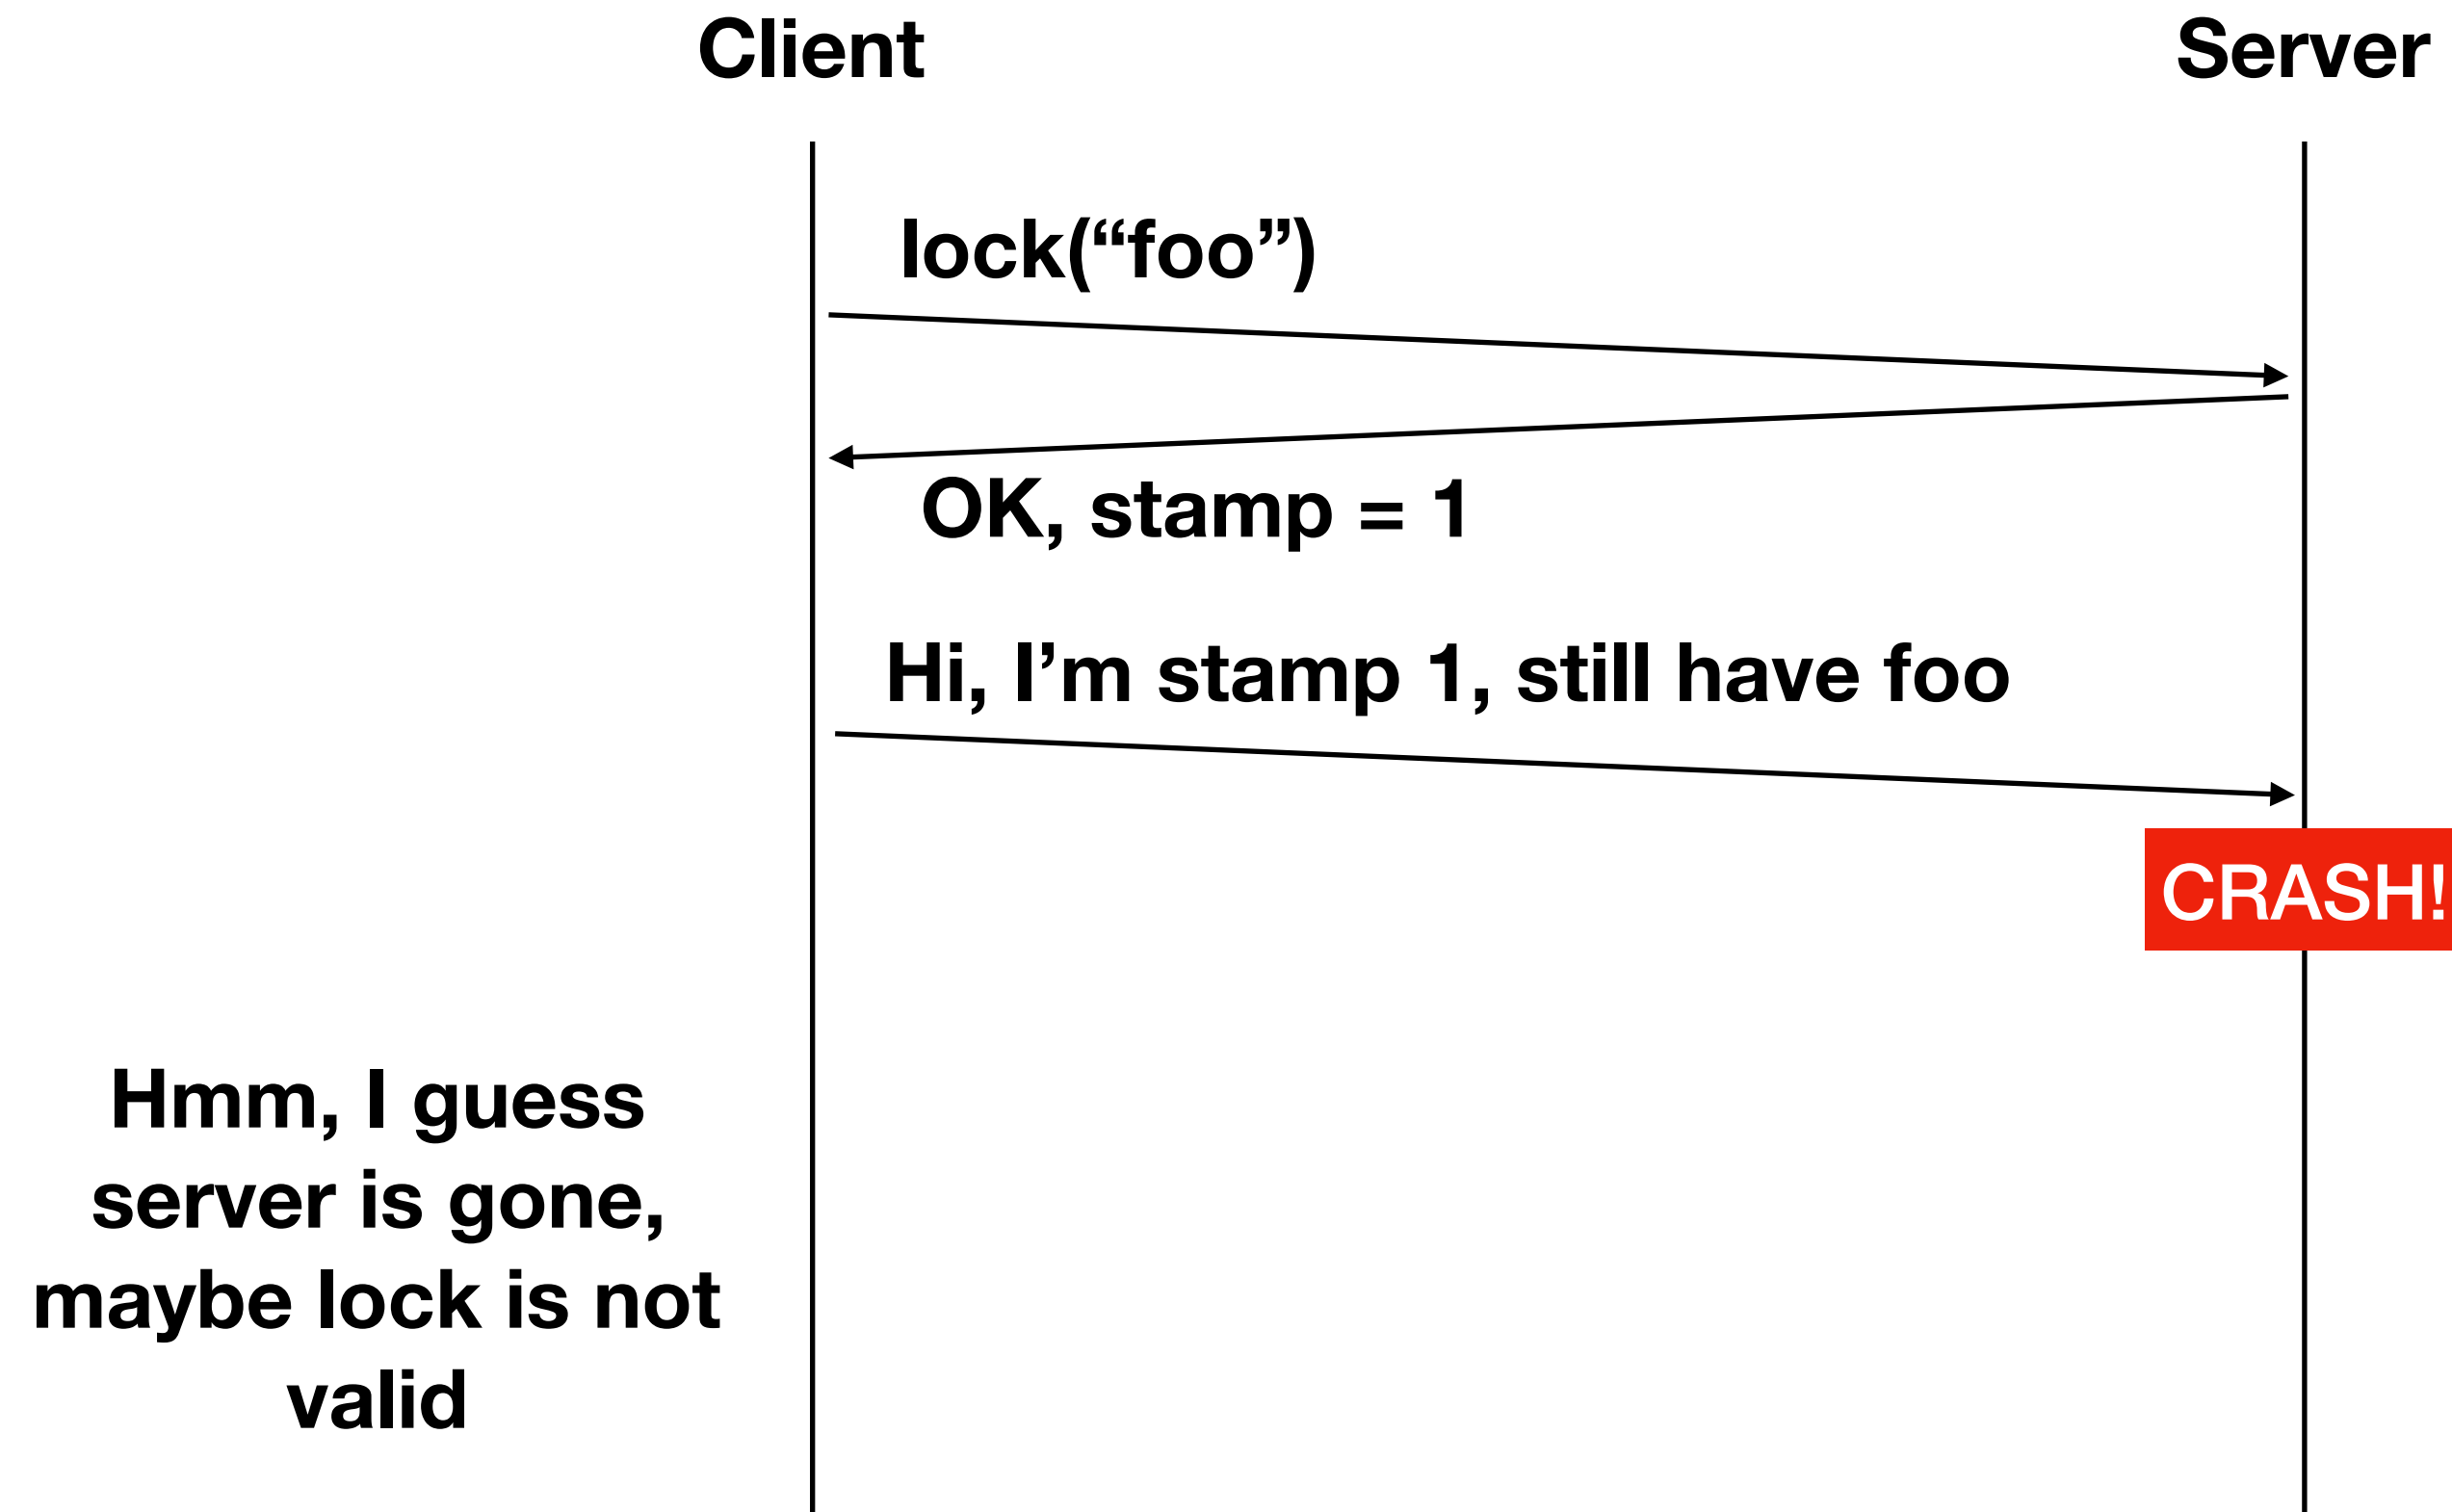 Client
Server
lock(“foo”)
OK, stamp = 1
Hi, I’m stamp 1, still have foo
CRASH!
Hmm, I guess
server is gone,
maybe lock is not
valid